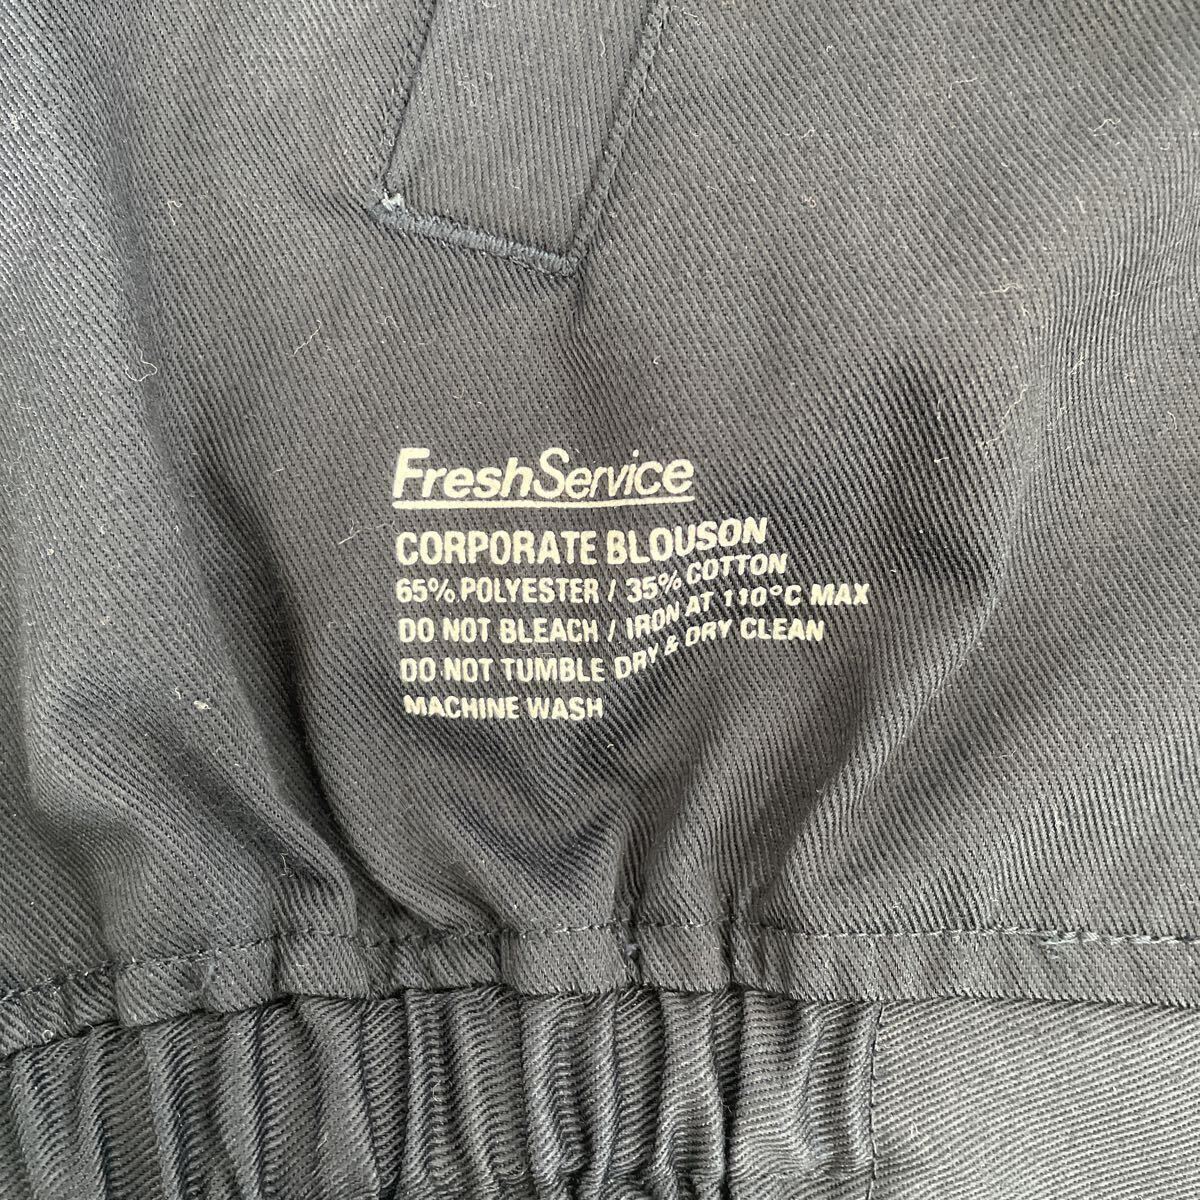 FreshService
CORPORATE BLOUSON
65% POLYESTER / 35% COTTON
DO NOT BLEACH / IRON AT 110°C MAX
DO NOT TUMBLE DRY & DRY CLEAN
MACHINE WASH